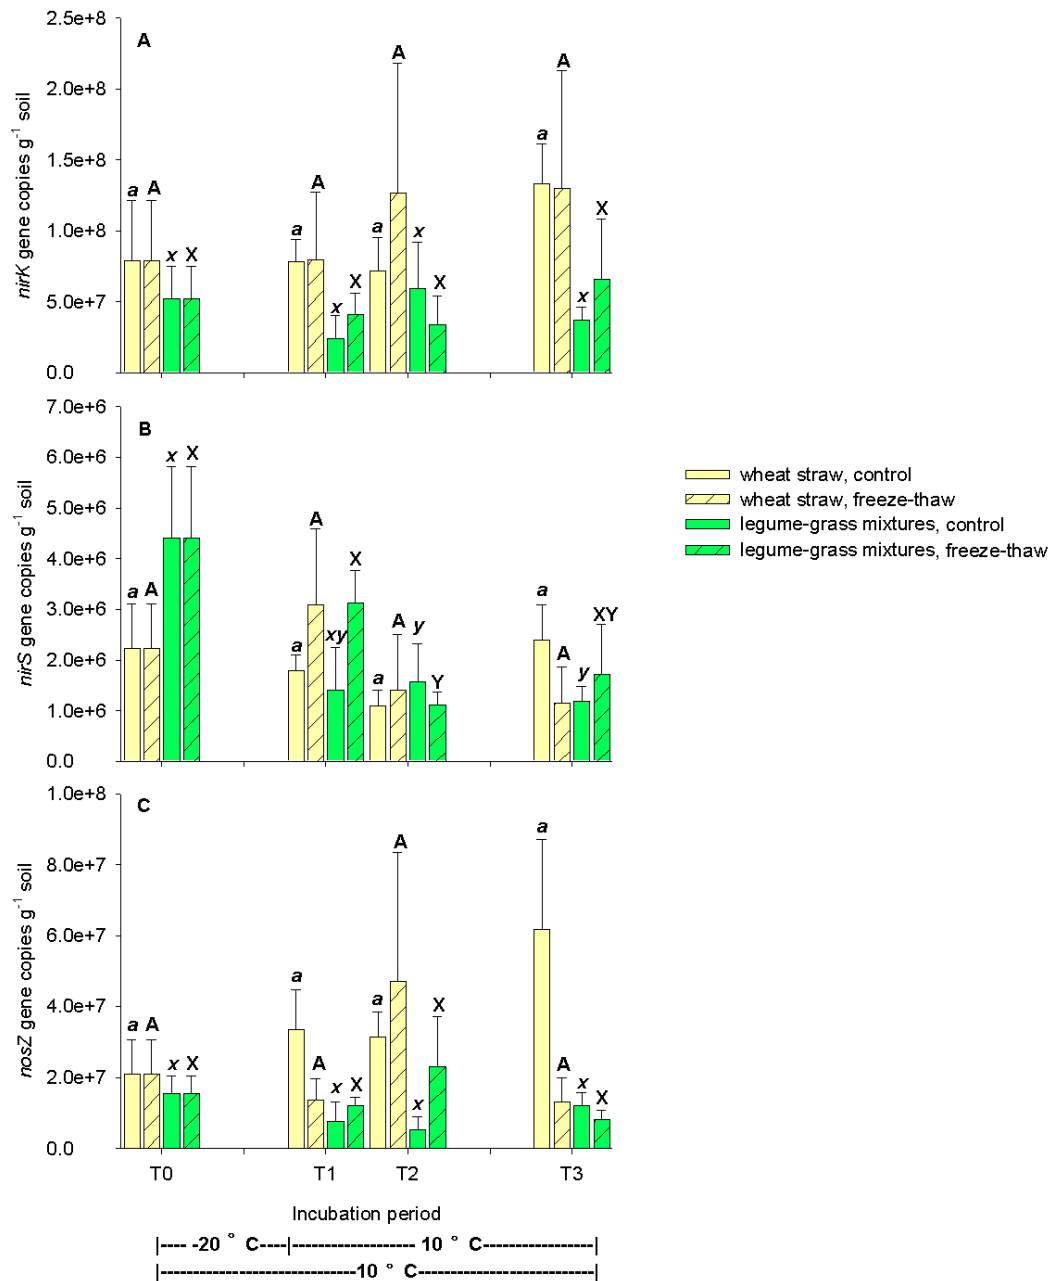 A
2.5e+8
2.0e+8
1.5e+8
1.0e+8
5.0e+7
0.0
nirK gene copies g-1 soil
a A x X
a A x X
a A x X
a A x X
B
7.0e+6
6.0e+6
5.0e+6
4.0e+6
3.0e+6
2.0e+6
1.0e+6
0.0
nirS gene copies g-1 soil
a A x X
a A xy X
a A y Y
a A y XY
wheat straw, control
wheat straw, freeze-thaw
legume-grass mixtures, control
legume-grass mixtures, freeze-thaw
C
1.0e+8
8.0e+7
6.0e+7
4.0e+7
2.0e+7
0.0
nosZ gene copies g-1 soil
a A x X
a A x X
a A x X
a A x X
T0 T1 T2 T3
Incubation period
|---- -20 ° C----|----------------- 10 ° C---------------|
|---------------------------10 ° C--------------------------|